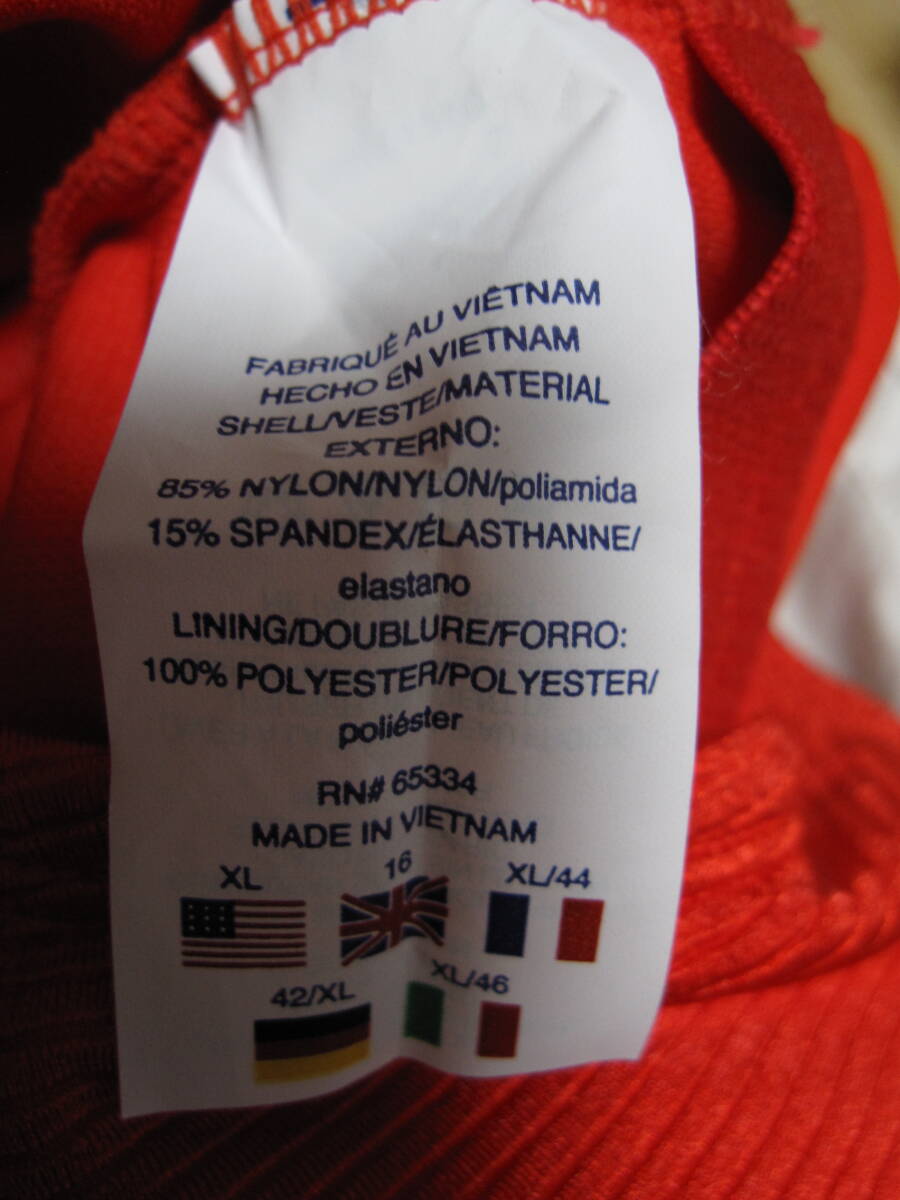 FABRIQUÉ AU VIÊTNAM
HECHO EN VIETNAM
SHELL/VESTE/MATERIAL
EXTERNO:
85% NYLON/NYLON/poliamida
15% SPANDEX/ÉLASTHANNE/
elastano
LINING/DOUBLURE/FORRO:
100% POLYESTER/POLYESTER/
poliéster
RN# 65334
MADE IN VIETNAM
XL 16 XL/44
42/XL XL/46